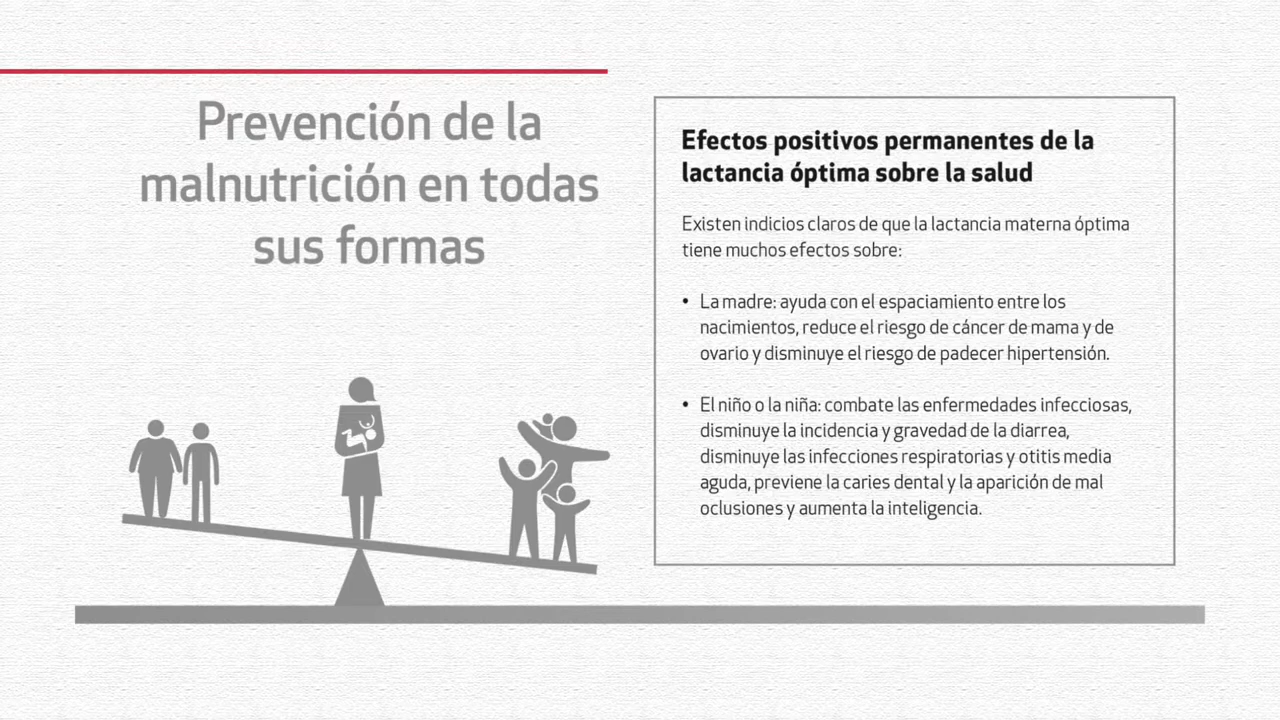 Prevención de la
malnutrición en todas
sus formas
Efectos positivos permanentes de la
lactancia óptima sobre la salud
Existen indicios claros de que la lactancia materna óptima
tiene muchos efectos sobre:
• La madre: ayuda con el espaciamiento entre los
nacimientos, reduce el riesgo de cáncer de mama y de
ovario y disminuye el riesgo de padecer hipertensión.
• El niño o la niña: combate las enfermedades infecciosas,
disminuye la incidencia y gravedad de la diarrea,
disminuye las infecciones respiratorias y otitis media
aguda, previene la caries dental y la aparición de mal
oclusiones y aumenta la inteligencia.